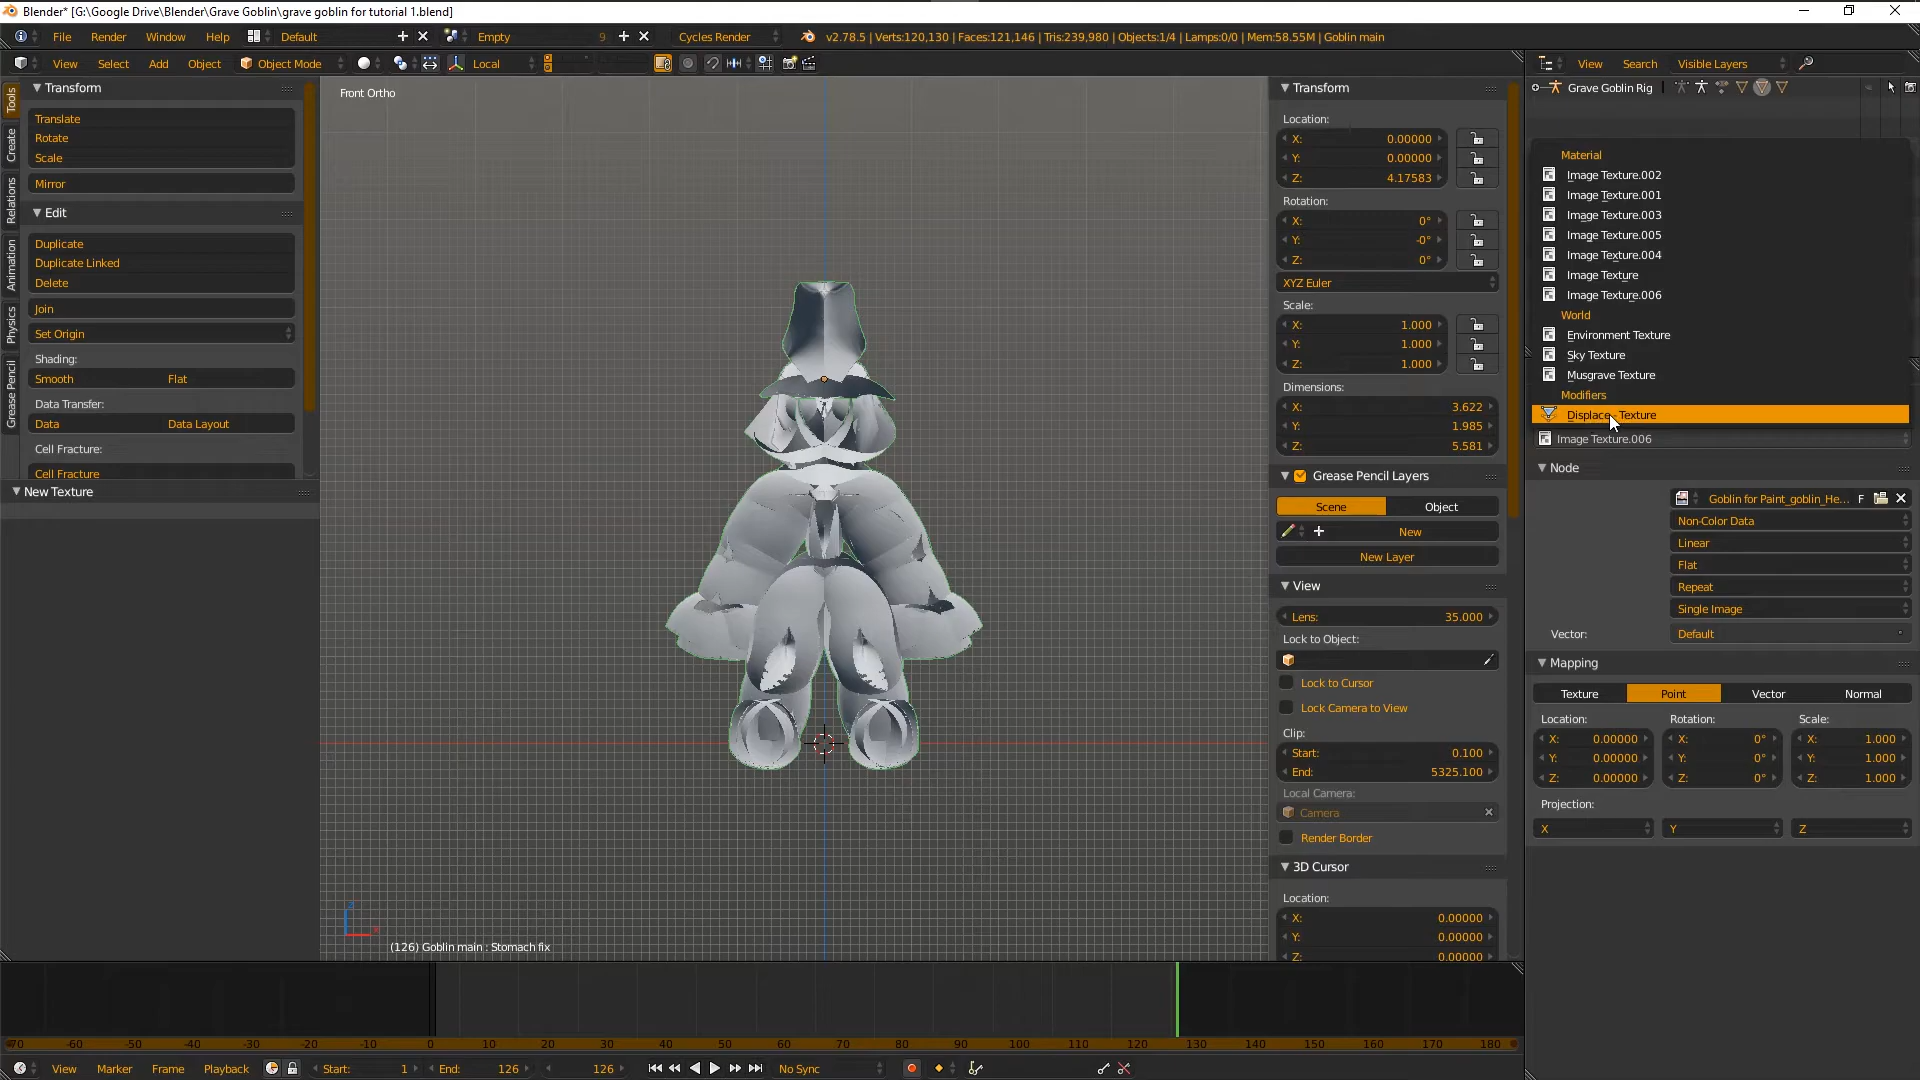 Blender* [G:\Google Drive\Blender\Grave Goblin\grave goblin for tutorial 1.blend]
File Render Window Help Default Empty 9 Cycles Render v2.78.5 | Verts:120,130 | Faces:121,146 | Tris:239,980 | Objects:1/4 | Lamps:0/0 | Mem:58.55M | Goblin main
View Select Add Object Object Mode Local View Search Visible Layers
Tools
Create
Relations
Animation
Physics
Grease Pencil
Transform
Translate
Rotate
Scale
Mirror
Edit
Duplicate
Duplicate Linked
Delete
Join
Set Origin
Shading:
Smooth Flat
Data Transfer:
Data Data Layout
Cell Fracture:
Cell Fracture
New Texture
Front Ortho
(126) Goblin main : Stomach fix
Transform
Location:
X: 0.00000
Y: 0.00000
Z: 4.17583
Rotation:
X: 0°
Y: -0°
Z: 0°
XYZ Euler
Scale:
X: 1.000
Y: 1.000
Z: 1.000
Dimensions:
X: 3.622
Y: 1.985
Z: 5.581
Grease Pencil Layers
Scene Object
New
New Layer
View
Lens: 35.000
Lock to Object:
Lock to Cursor
Lock Camera to View
Clip:
Start: 0.100
End: 5325.100
Local Camera:
Camera
Render Border
3D Cursor
Location:
X: 0.00000
Y: 0.00000
Z: 0.00000
Grave Goblin Rig
Material
Image Texture.002
Image Texture.001
Image Texture.003
Image Texture.005
Image Texture.004
Image Texture
Image Texture.006
World
Environment Texture
Sky Texture
Musgrave Texture
Modifiers
Displace - Texture
Image Texture.006
Node
Goblin for Paint_goblin_He... F
Non-Color Data
Linear
Flat
Repeat
Single Image
Vector: Default
Mapping
Texture Point Vector Normal
Location: Rotation: Scale:
X: 0.00000 X: 0° X: 1.000
Y: 0.00000 Y: 0° Y: 1.000
Z: 0.00000 Z: 0° Z: 1.000
Projection:
X Y Z
-70 -60 -50 -40 -30 -20 -10 0 10 20 30 40 50 60 70 80 90 100 110 120 130 140 150 160 170 180
View Marker Frame Playback Start: 1 End: 126 126 No Sync